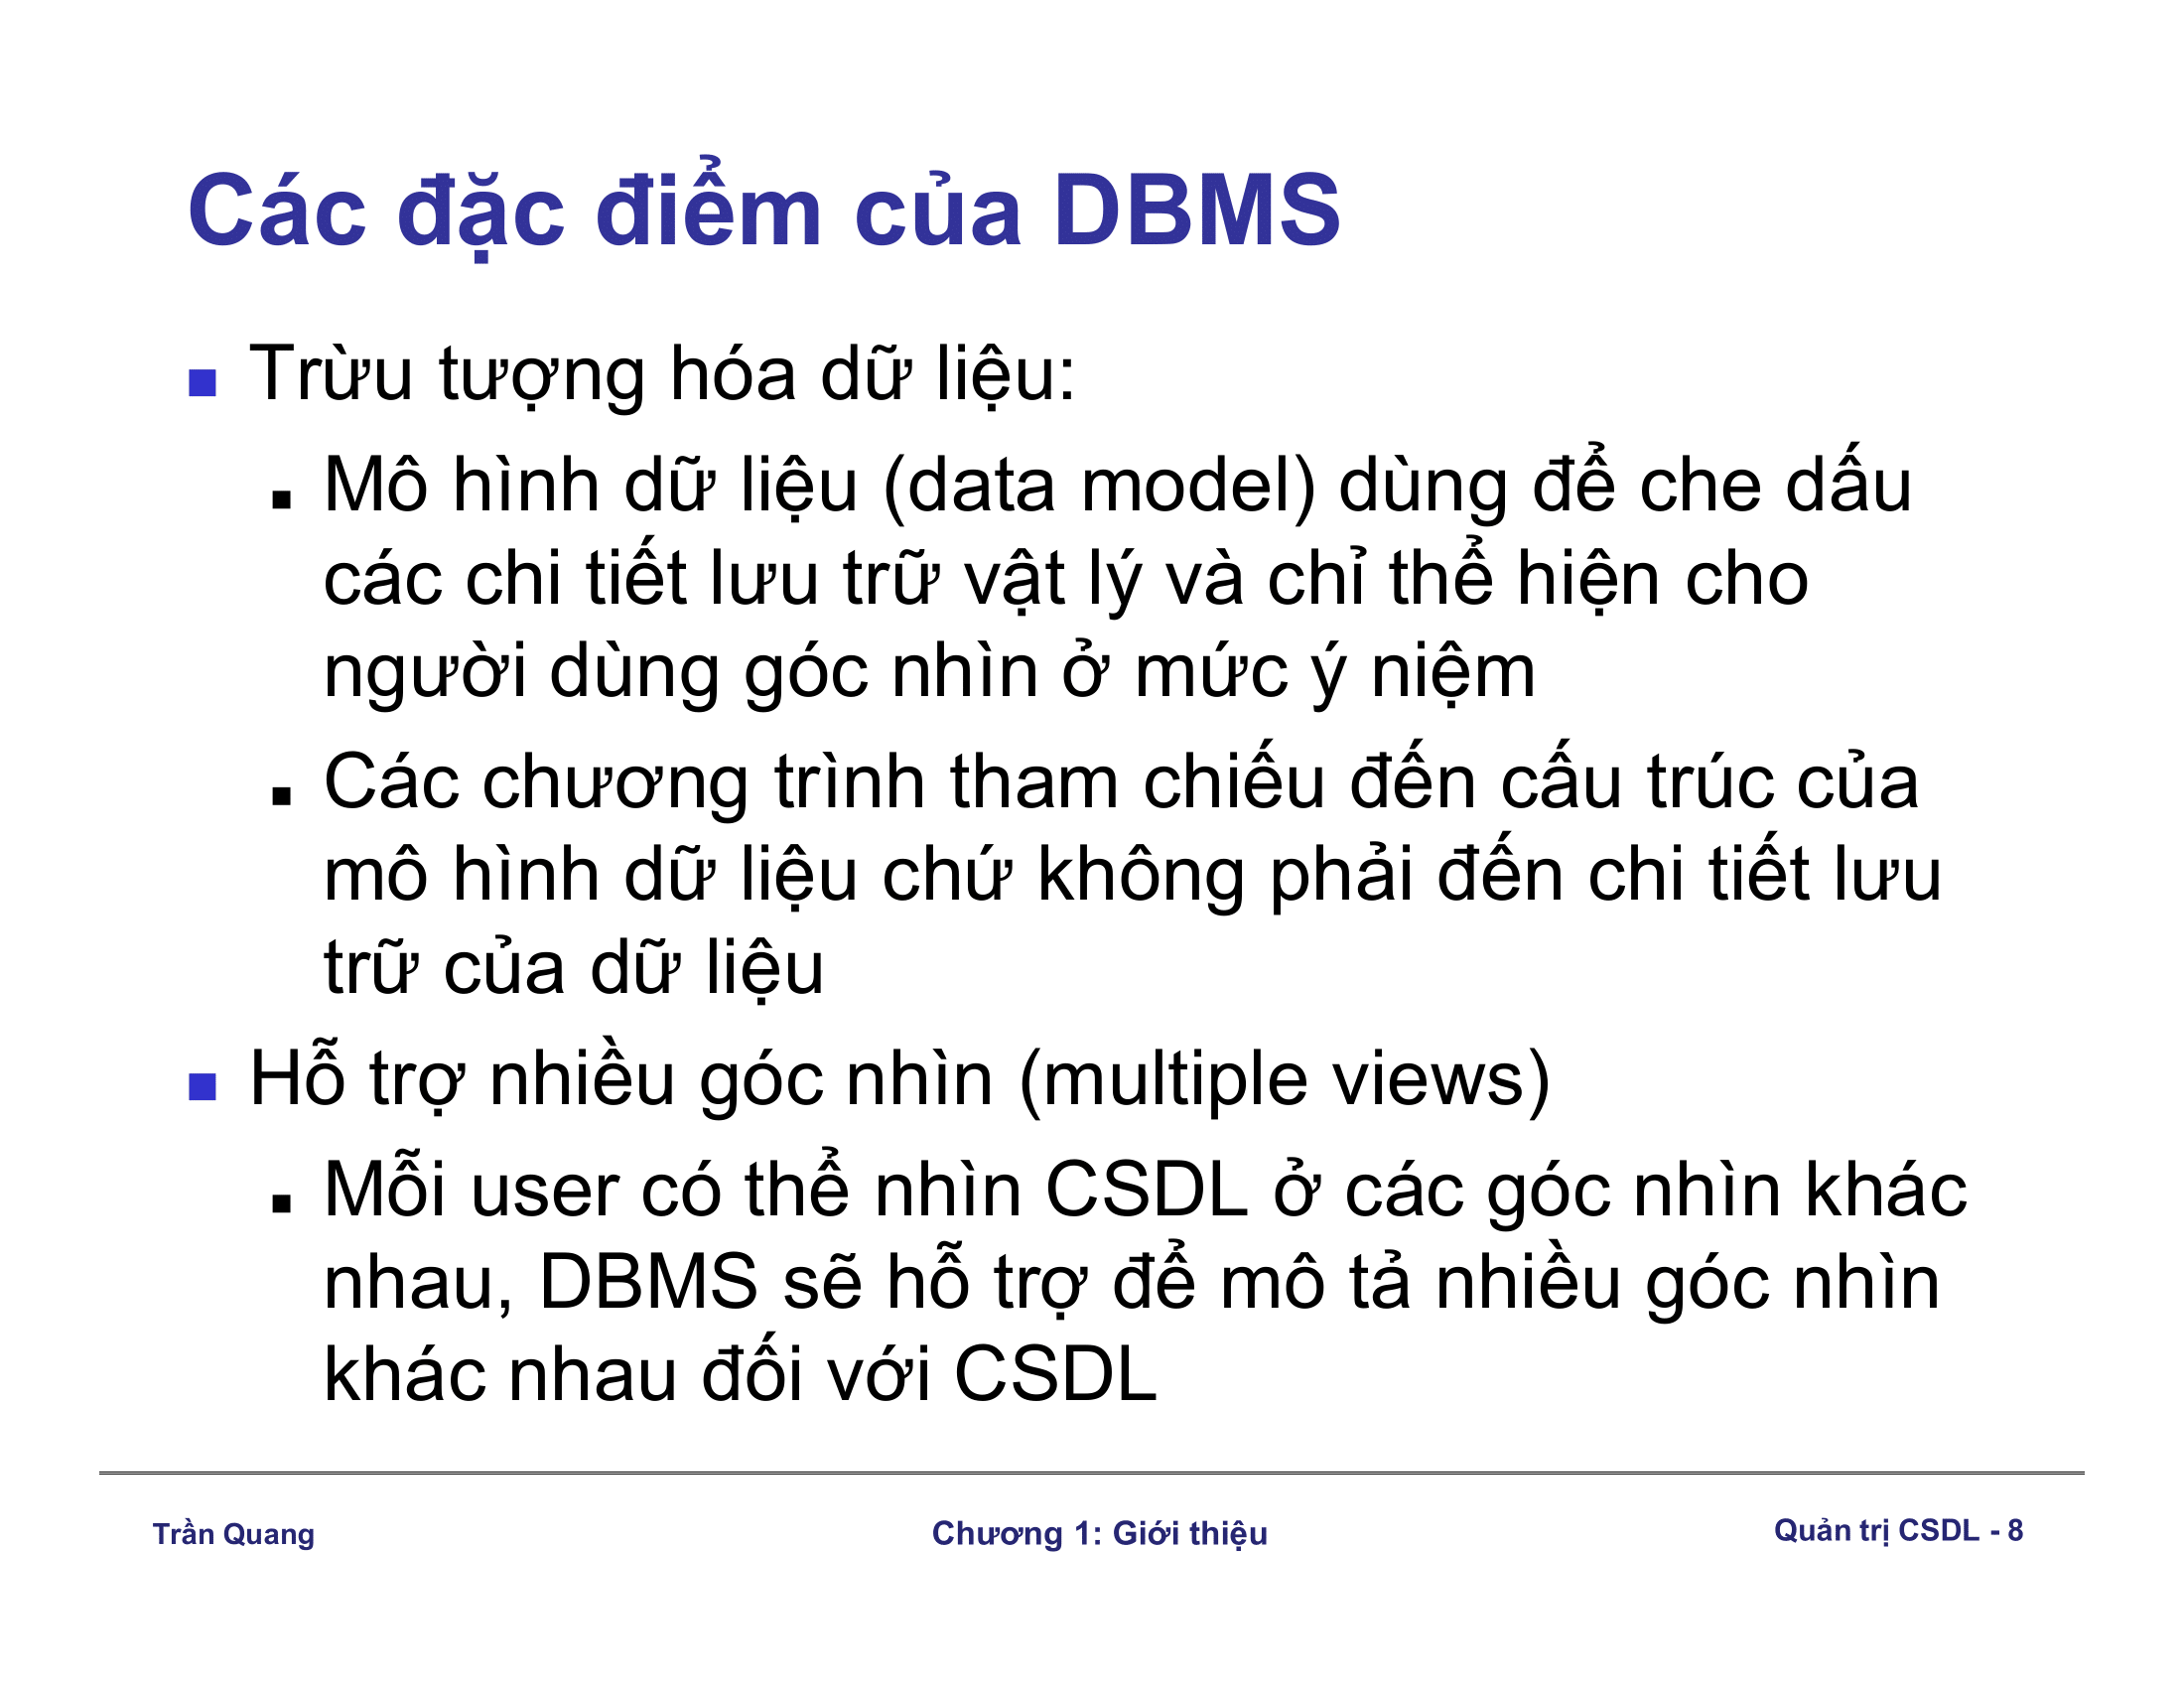 Các đặc điểm của DBMS
Trừu tượng hóa dữ liệu:
Mô hình dữ liệu (data model) dùng để che dấu
các chi tiết lưu trữ vật lý và chỉ thể hiện cho
người dùng góc nhìn ở mức ý niệm
Các chương trình tham chiếu đến cấu trúc của
mô hình dữ liệu chứ không phải đến chi tiết lưu
trữ của dữ liệu
Hỗ trợ nhiều góc nhìn (multiple views)
Mỗi user có thể nhìn CSDL ở các góc nhìn khác
nhau, DBMS sẽ hỗ trợ để mô tả nhiều góc nhìn
khác nhau đối với CSDL
Trần Quang
Chương 1: Giới thiệu
Quản trị CSDL - 8